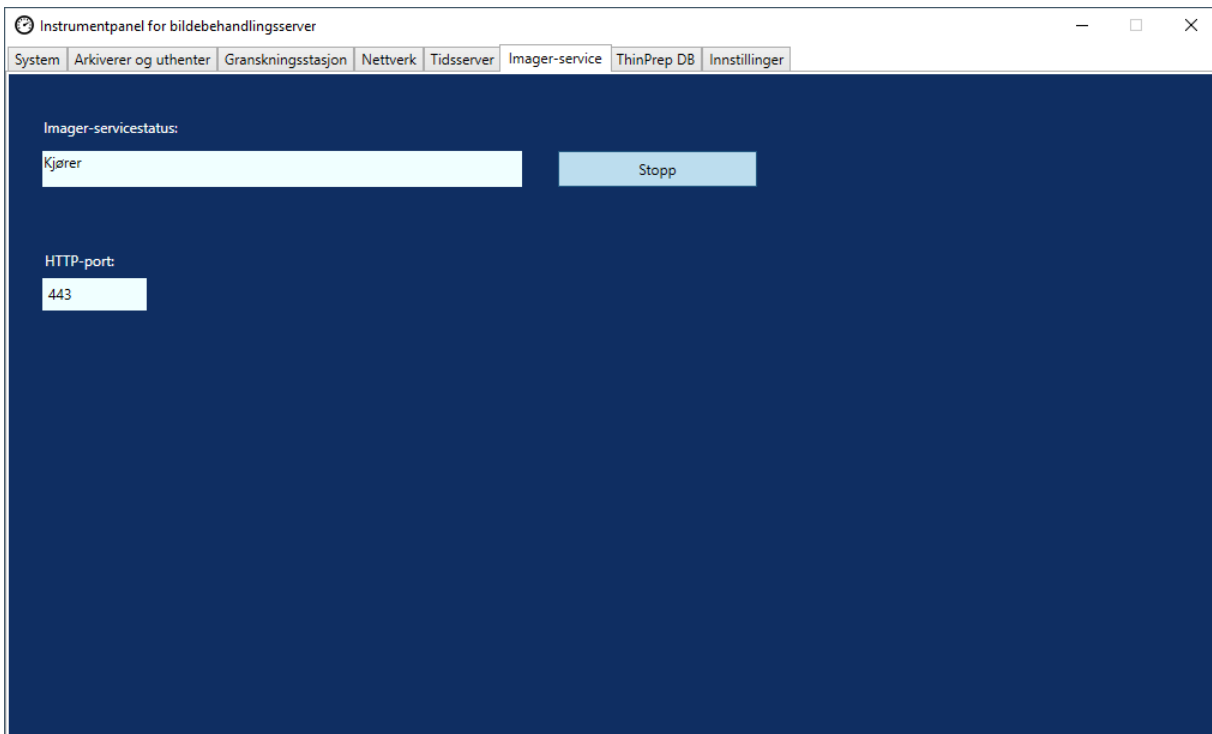 Instrumentpanel for bildebehandlingsserver
System Arkiverer og uthenter Granskningsstasjon Nettverk Tidsserver Imager-service ThinPrep DB Innstillinger
Imager-servicestatus:
Kjører Stopp
HTTP-port:
443